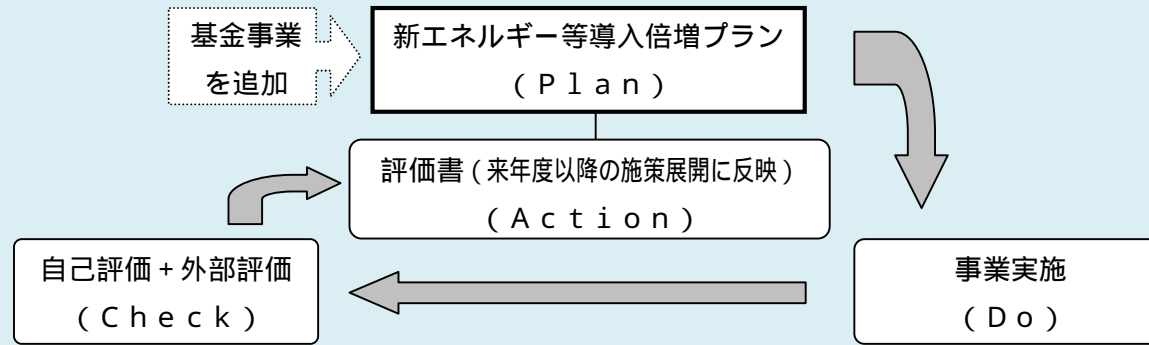 基金事業
を追加
新エネルギー等導入倍増プラン
（Ｐｌａｎ）
評価書（来年度以降の施策展開に反映）
（Ａｃｔｉｏｎ）
自己評価＋外部評価
（Ｃｈｅｃｋ）
事業実施
（Ｄｏ）